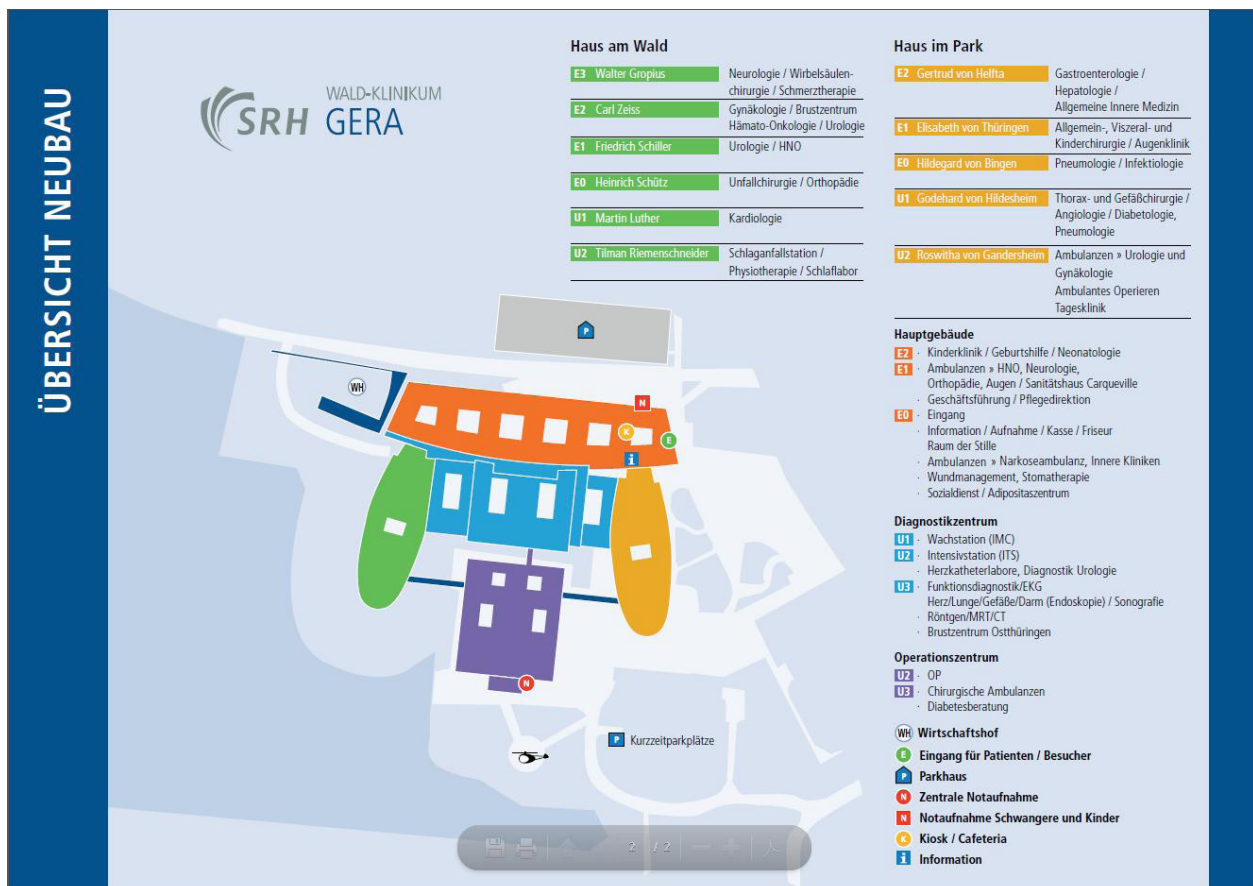 ÜBERSICHT NEUBAU
SRH WALD-KLINIKUM
GERA
Haus am Wald
E3 Walter Gropius Neurologie / Wirbelsäulen-
chirurgie / Schmerztherapie
E2 Carl Zeiss Gynäkologie / Brustzentrum
Hämato-Onkologie / Urologie
E1 Friedrich Schiller Urologie / HNO
E0 Heinrich Schütz Unfallchirurgie / Orthopädie
U1 Martin Luther Kardiologie
U2 Tilman Riemenschneider Schlaganfallstation /
Physiotherapie / Schlaflabor
Haus im Park
E2 Gertrud von Helfta Gastroenterologie /
Hepatologie /
Allgemeine Innere Medizin
E1 Elisabeth von Thüringen Allgemein-, Viszeral- und
Kinderchirurgie / Augenklinik
E0 Hildegard von Bingen Pneumologie / Infektiologie
U1 Godehard von Hildesheim Thorax- und Gefäßchirurgie /
Angiologie / Diabetologie,
Pneumologie
U2 Roswitha von Gandersheim Ambulanzen » Urologie und
Gynäkologie
Ambulantes Operieren
Tagesklinik
Hauptgebäude
E2 · Kinderklinik / Geburtshilfe / Neonatologie
E1 · Ambulanzen » HNO, Neurologie,
Orthopädie, Augen / Sanitätshaus Carqueville
· Geschäftsführung / Pflegedirektion
E0 · Eingang
· Information / Aufnahme / Kasse / Friseur
Raum der Stille
· Ambulanzen » Narkoseambulanz, Innere Kliniken
· Wundmanagement, Stomatherapie
· Sozialdienst / Adipositaszentrum
Diagnostikzentrum
U1 · Wachstation (IMC)
U2 · Intensivstation (ITS)
· Herzkatheterlabore, Diagnostik Urologie
U3 · Funktionsdiagnostik/EKG
Herz/Lunge/Gefäße/Darm (Endoskopie) / Sonografie
· Röntgen/MRT/CT
· Brustzentrum Ostthüringen
Operationszentrum
U2 · OP
U3 · Chirurgische Ambulanzen
· Diabetesberatung
WH Wirtschaftshof
E Eingang für Patienten / Besucher
P Parkhaus
N Zentrale Notaufnahme
N Notaufnahme Schwangere und Kinder
K Kiosk / Cafeteria
i Information
P
WH
N
K
E
i
N
P Kurzzeitparkplätze
2 / 2